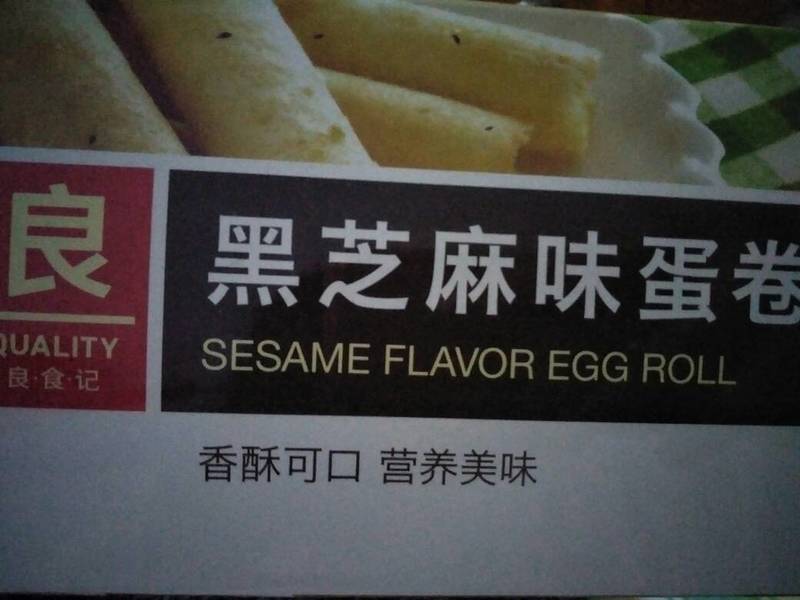 良
QUALITY
良·食·记
黑芝麻味蛋卷
SESAME FLAVOR EGG ROLL
香酥可口 营养美味